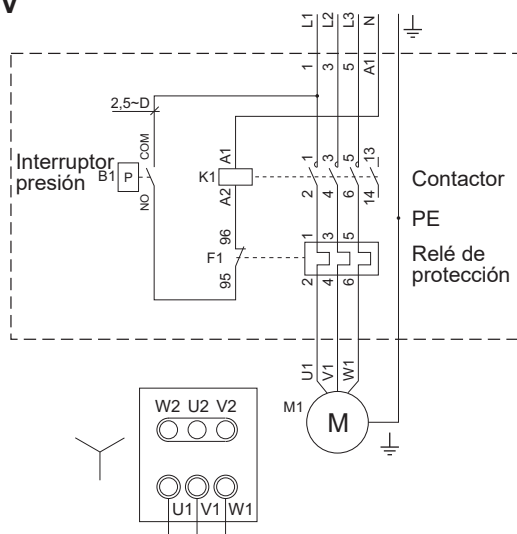 V
L1 L2 L3 N
1 3 5 A1
2,5~D
COM
Interruptor
presión
B1 P
NO
A1
K1
A2
1 3 5 13
2 4 6 14
Contactor
PE
96
F1
95
1 3 5
2 4 6
Relé de
protección
U1 V1 W1
M1
M
W2 U2 V2
U1 V1 W1